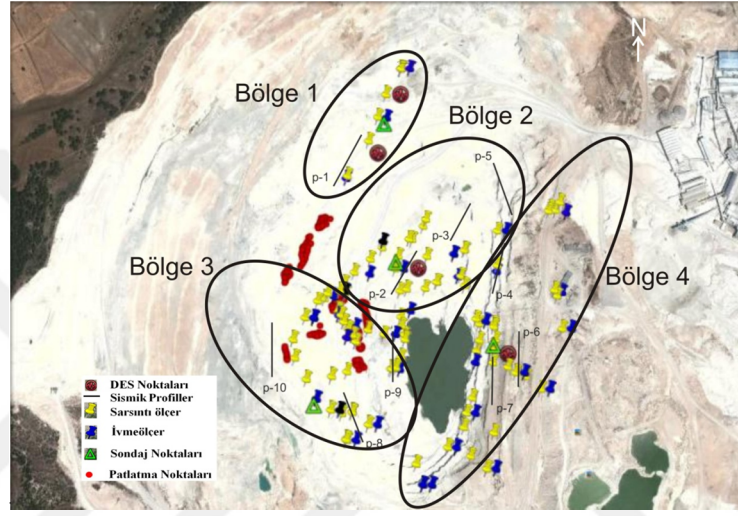 N
Bölge 1
Bölge 2
p-5
p-1
p-3
Bölge 3
Bölge 4
p-2
p-4
p-6
p-10
p-9
p-7
p-8
DES Noktaları
Sismik Profiller
Sarsıntı ölçer
İvmeölçer
Sondaj Noktaları
Patlatma Noktaları